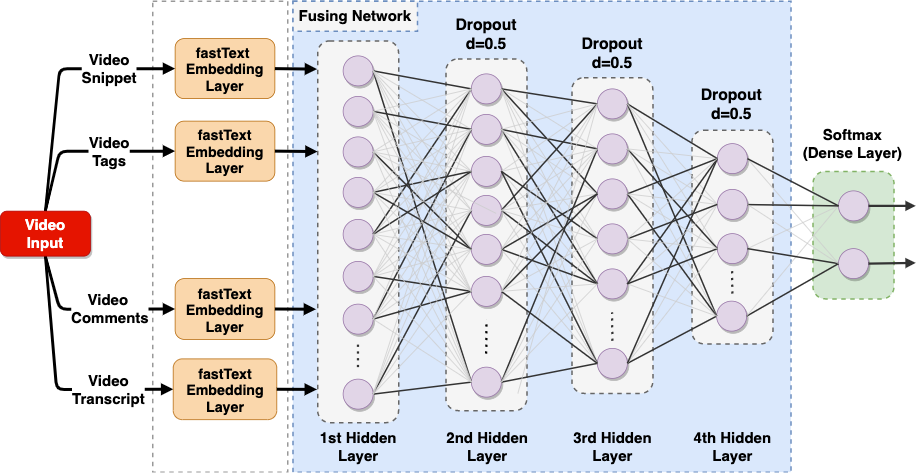 Fusing Network
Dropout
d=0.5
Dropout
d=0.5
Dropout
d=0.5
Video
Snippet
fastText
Embedding
Layer
Video
Tags
fastText
Embedding
Layer
Softmax
(Dense Layer)
Video
Input
Video
Comments
fastText
Embedding
Layer
Video
Transcript
fastText
Embedding
Layer
1st Hidden
Layer
2nd Hidden
Layer
3rd Hidden
Layer
4th Hidden
Layer